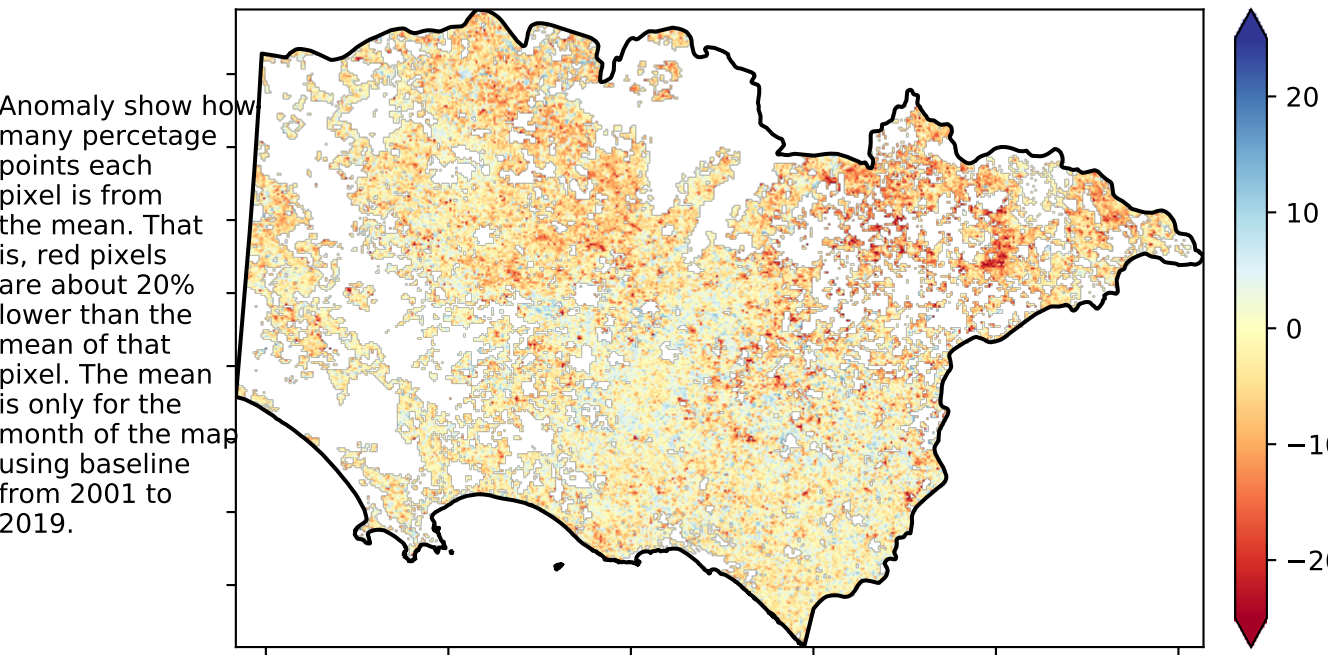 Anomaly show how
many percetage
points each
pixel is from
the mean. That
is, red pixels
are about 20%
lower than the
mean of that
pixel. The mean
is only for the
month of the map
using baseline
from 2001 to
2019.
20
10
0
−10
−20